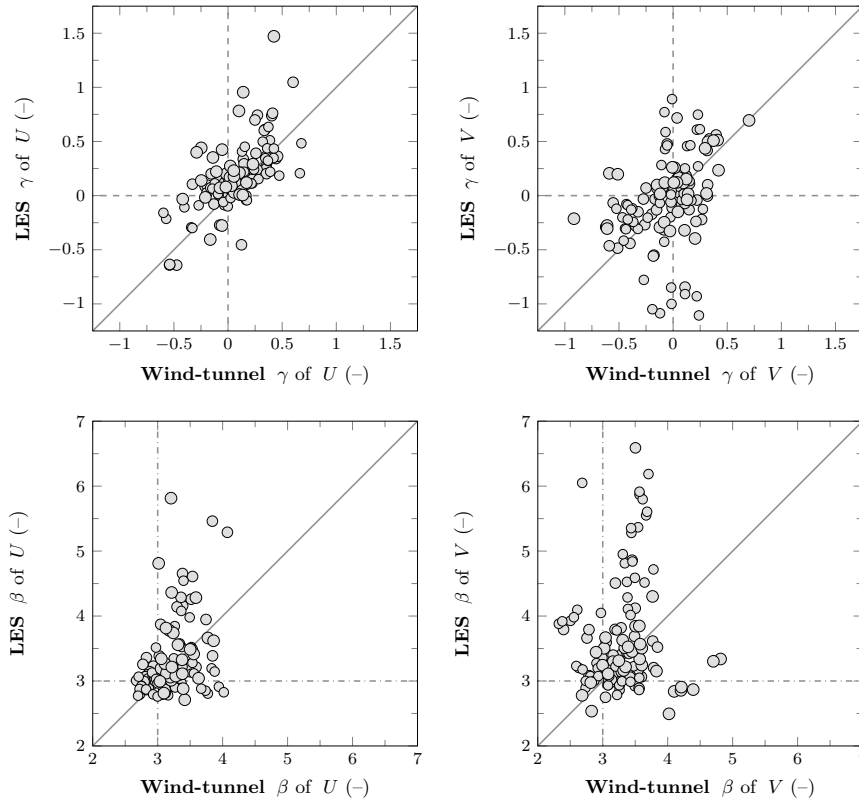 1.5
1
0.5
0
−0.5
−1
LES γ of U (–)
−1 −0.5 0 0.5 1 1.5
Wind-tunnel γ of U (–)
1.5
1
0.5
0
−0.5
−1
LES γ of V (–)
−1 −0.5 0 0.5 1 1.5
Wind-tunnel γ of V (–)
7
6
5
4
3
2
LES β of U (–)
2 3 4 5 6 7
Wind-tunnel β of U (–)
7
6
5
4
3
2
LES β of V (–)
2 3 4 5 6 7
Wind-tunnel β of V (–)